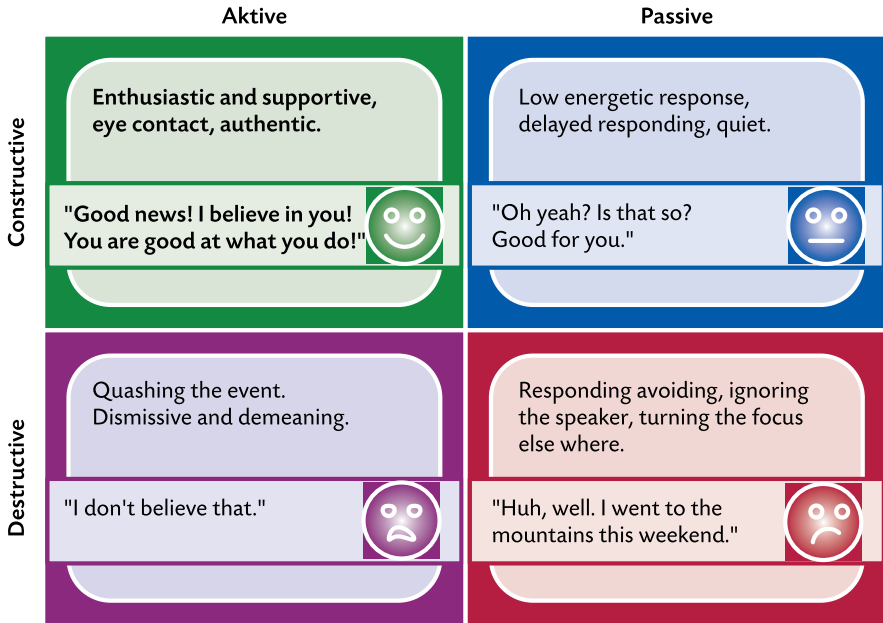 Aktive
Passive
Constructive
Enthusiastic and supportive,
eye contact, authentic.
"Good news! I believe in you!
You are good at what you do!"
Low energetic response,
delayed responding, quiet.
"Oh yeah? Is that so?
Good for you."
Destructive
Quashing the event.
Dismissive and demeaning.
"I don't believe that."
Responding avoiding, ignoring
the speaker, turning the focus
else where.
"Huh, well. I went to the
mountains this weekend."